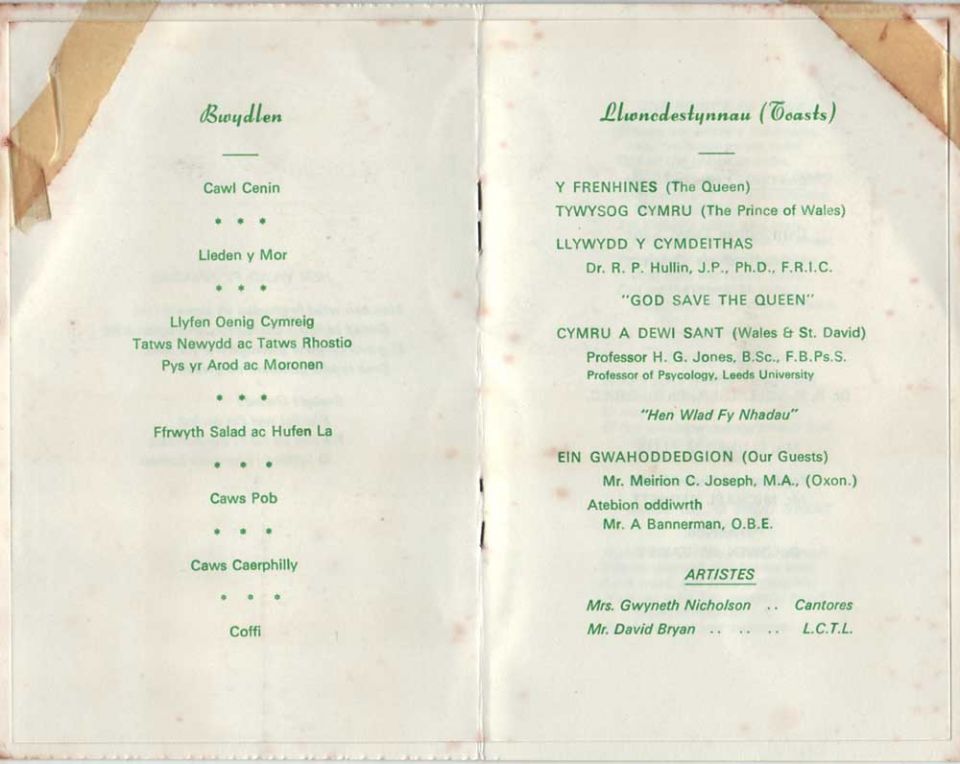 Bwydlen
Cawl Cenin
* * *
Lleden y Mor
* * *
Llyfen Oenig Cymreig
Tatws Newydd ac Tatws Rhostio
Pys yr Arod ac Moronen
* * *
Ffrwyth Salad ac Hufen La
* * *
Caws Pob
* * *
Caws Caerphilly
* * *
Coffi
Llwncdestynnau (Toasts)
Y FRENHINES (The Queen)
TYWYSOG CYMRU (The Prince of Wales)
LLYWYDD Y CYMDEITHAS
Dr. R. P. Hullin, J.P., Ph.D., F.R.I.C.
"GOD SAVE THE QUEEN"
CYMRU A DEWI SANT (Wales & St. David)
Professor H. G. Jones, B.Sc., F.B.Ps.S.
Professor of Psycology, Leeds University
"Hen Wlad Fy Nhadau"
EIN GWAHODDEDGION (Our Guests)
Mr. Meirion C. Joseph, M.A., (Oxon.)
Atebion oddiwrth
Mr. A Bannerman, O.B.E.
ARTISTES
Mrs. Gwyneth Nicholson .. Cantores
Mr. David Bryan .. .. .. L.C.T.L.